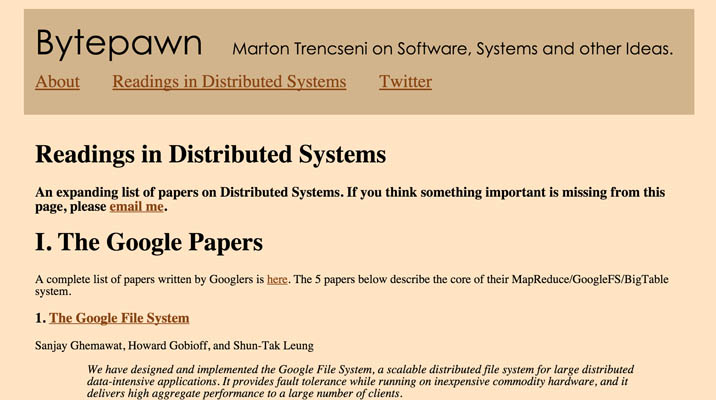 Bytepawn Marton Trencseni on Software, Systems and other Ideas.
About Readings in Distributed Systems Twitter
Readings in Distributed Systems
An expanding list of papers on Distributed Systems. If you think something important is missing from this
page, please email me.
I. The Google Papers
A complete list of papers written by Googlers is here. The 5 papers below describe the core of their MapReduce/GoogleFS/BigTable
system.
1. The Google File System
Sanjay Ghemawat, Howard Gobioff, and Shun-Tak Leung
We have designed and implemented the Google File System, a scalable distributed file system for large distributed
data-intensive applications. It provides fault tolerance while running on inexpensive commodity hardware, and it
delivers high aggregate performance to a large number of clients.